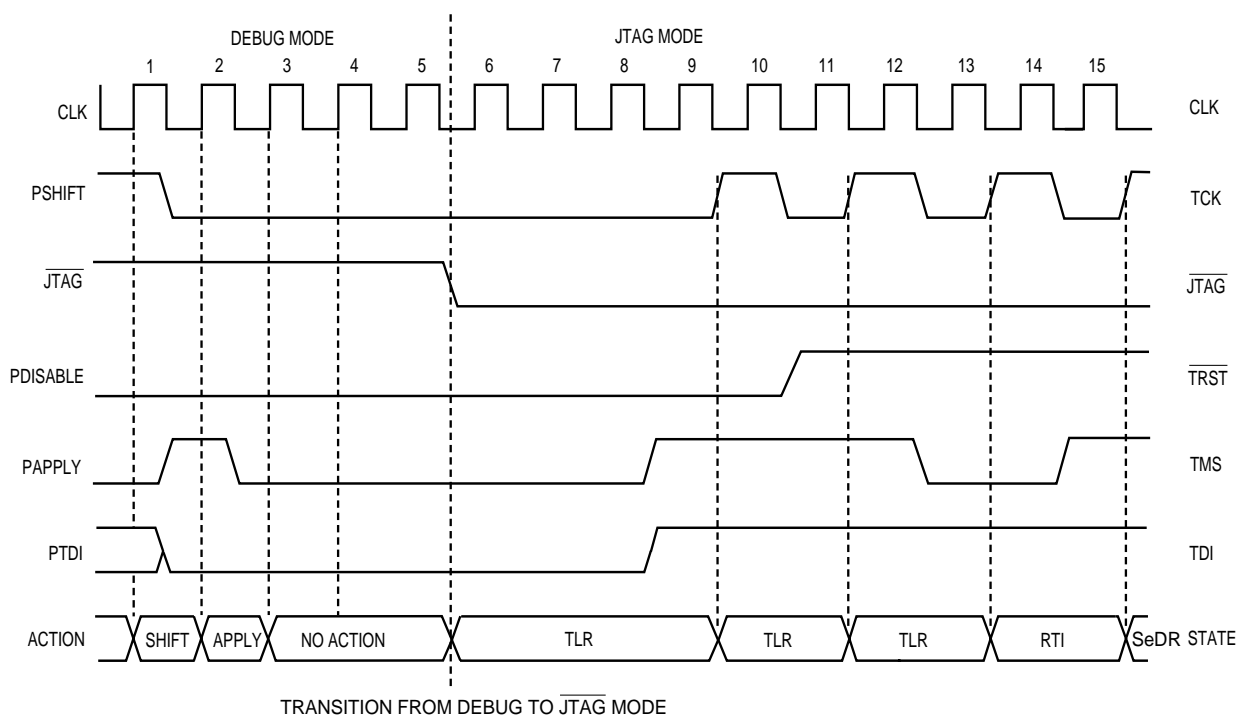 DEBUG MODE JTAG MODE
1 2 3 4 5 6 7 8 9 10 11 12 13 14 15
CLK CLK
PSHIFT TCK
JTAG JTAG
PDISABLE TRST
PAPPLY TMS
PTDI TDI
ACTION SHIFT APPLY NO ACTION TLR TLR TLR RTI SeDR STATE
TRANSITION FROM DEBUG TO JTAG MODE